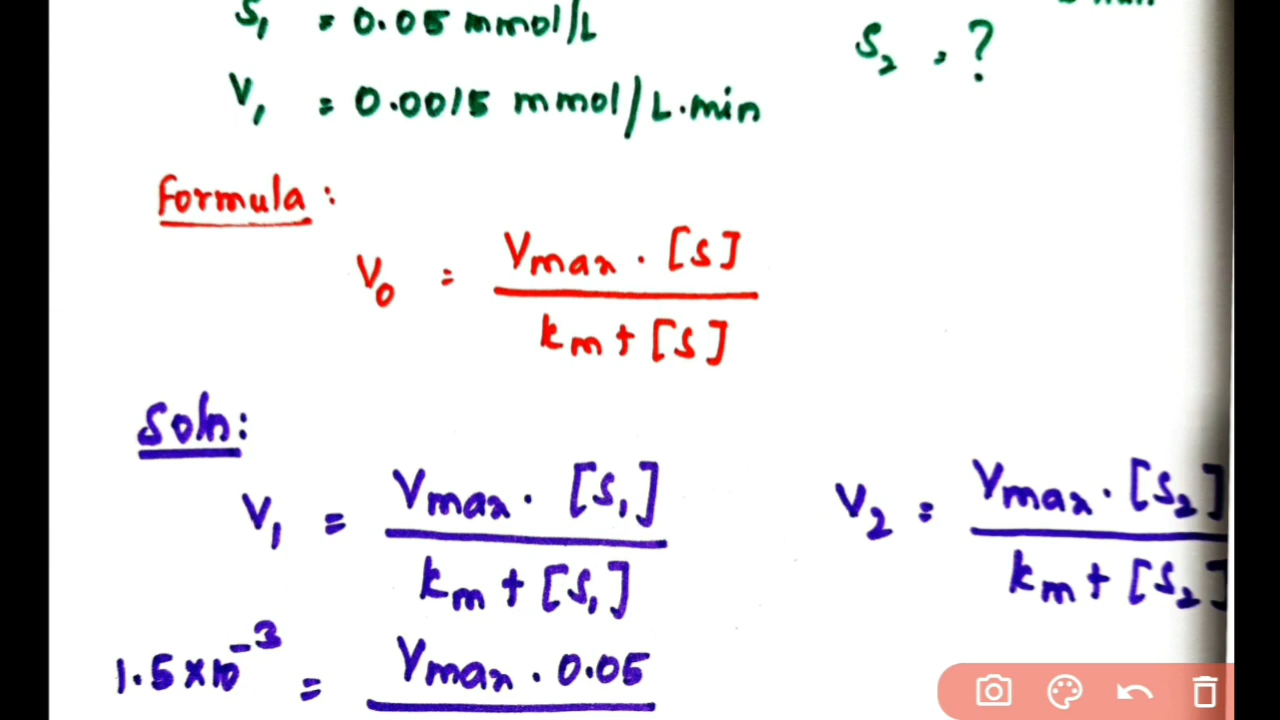 S₁ = 0.05 mmol/L
S₂ = ?
V₁ = 0.0015 mmol/L.min
Formula:
V₀ = Vmax . [S]
km + [S]
Soln:
V₁ = Vmax . [S₁]
km + [S₁]
V₂ = Vmax . [S₂]
km + [S₂]
1.5×10⁻³ = Vmax . 0.05